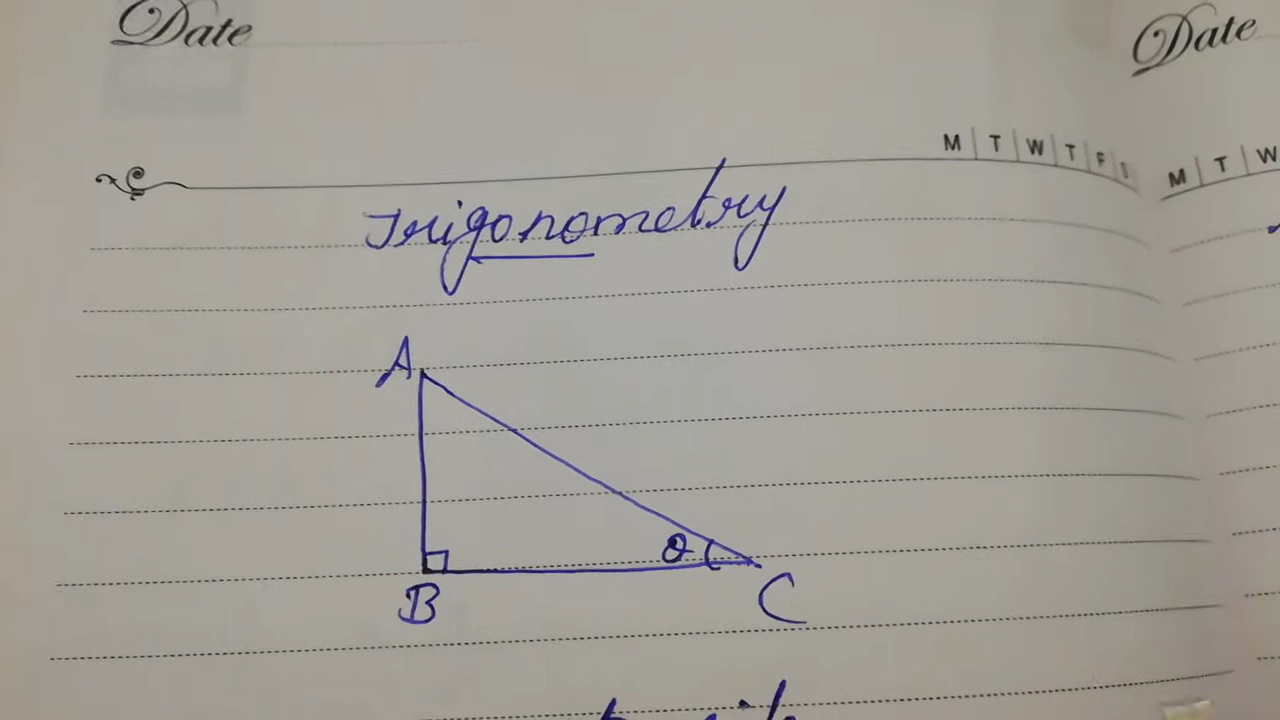 Date
Date
M T W T F S
M T W
Trigonometry
A
θ
B
C